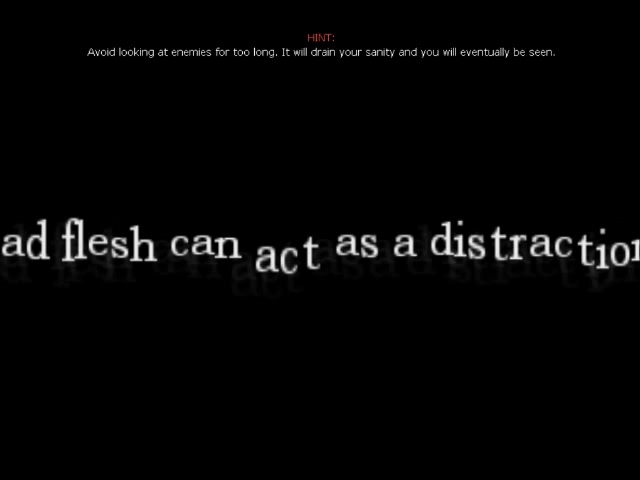 HINT:
Avoid looking at enemies for too long. It will drain your sanity and you will eventually be seen.
ad flesh can act as a distraction